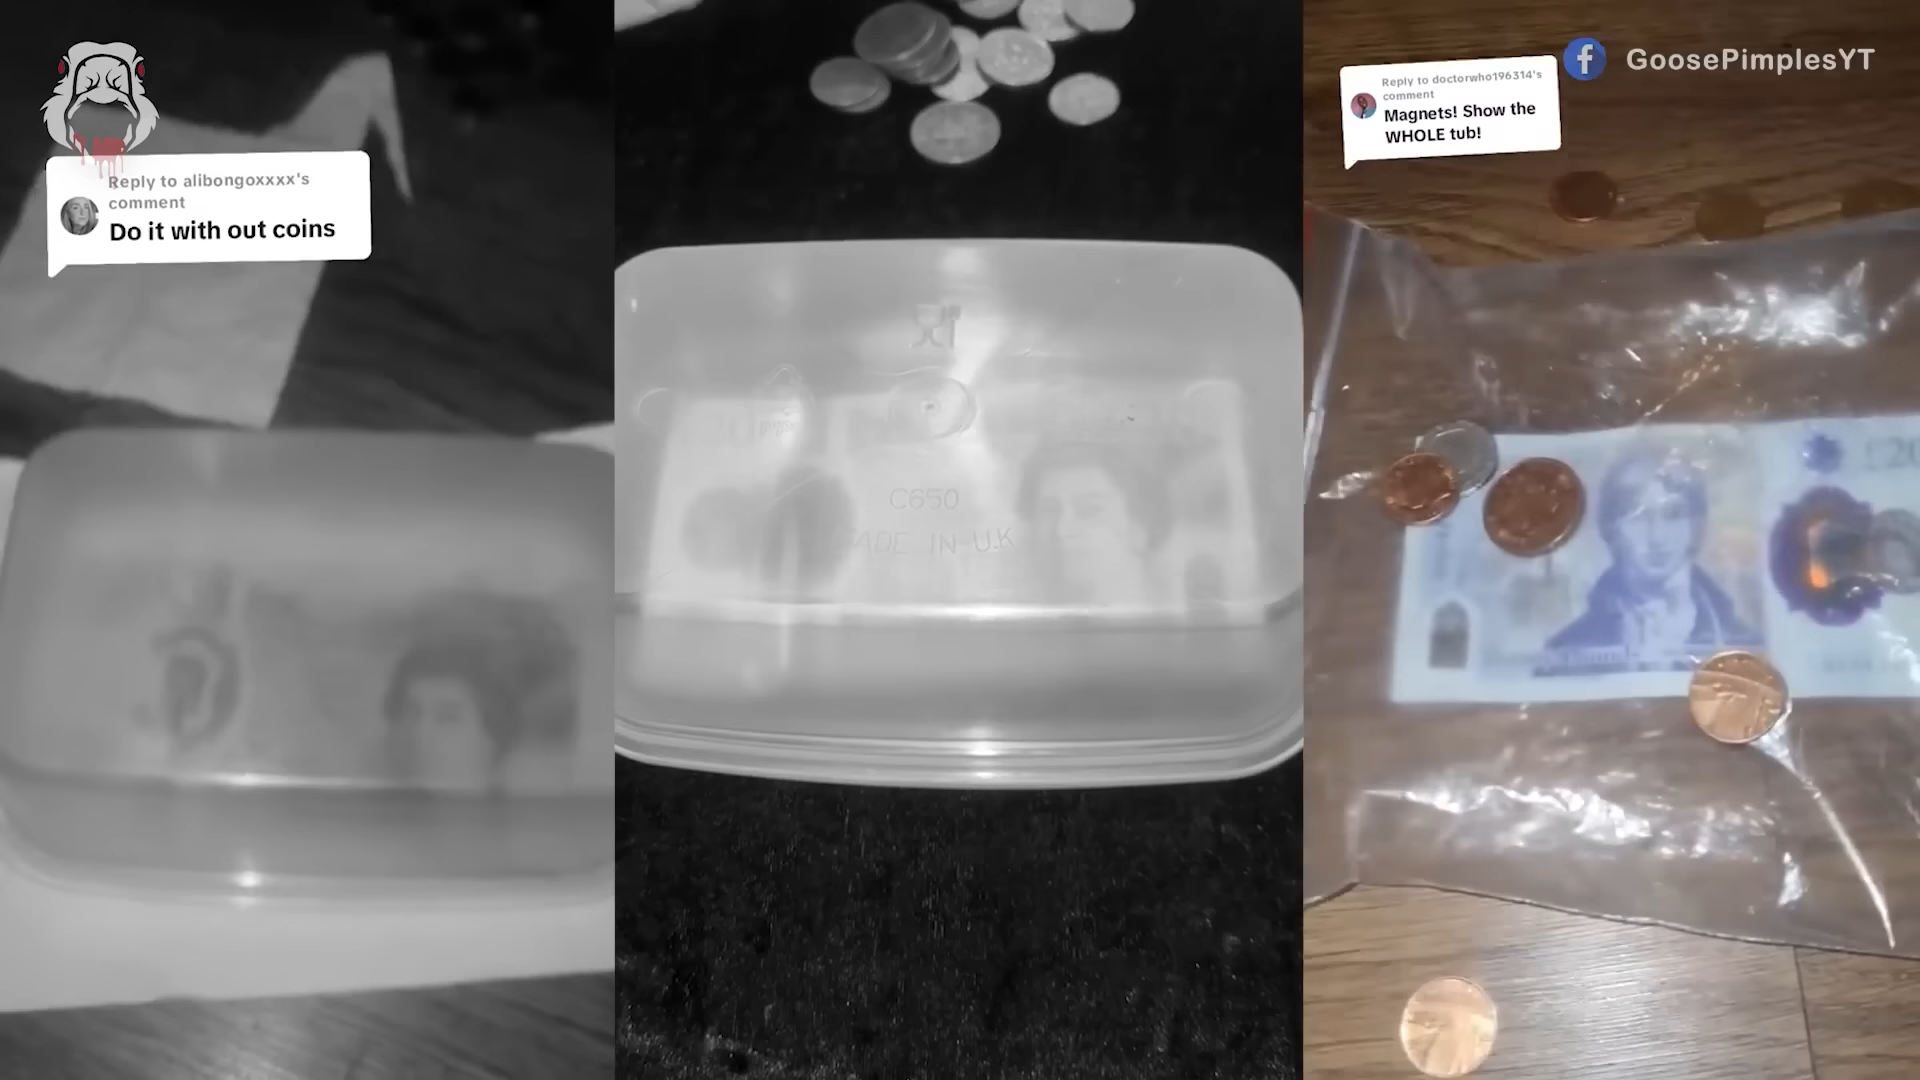 Reply to alibongoxxxx's
comment
Do it with out coins
C650
MADE IN U.K
Reply to doctorwho196314's
comment
Magnets! Show the
WHOLE tub!
GoosePimplesYT
£20